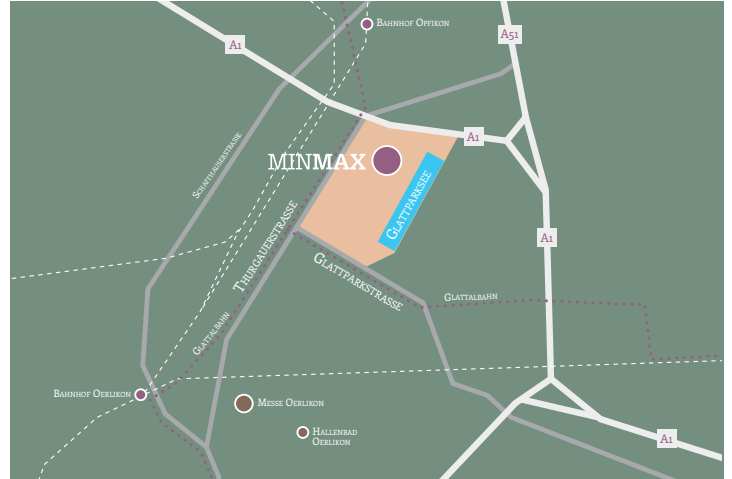 BAHNHOF OPFIKON
A1
A51
A1
SCHAFFHAUSERSTRASSE
MINMAX
GLATTPARKSEE
THURGAUERSTRASSE
A1
GLATTPARKSTRASSE
GLATTALBAHN
GLATTALBAHN
BAHNHOF OERLIKON
MESSE OERLIKON
HALLENBAD
OERLIKON
A1